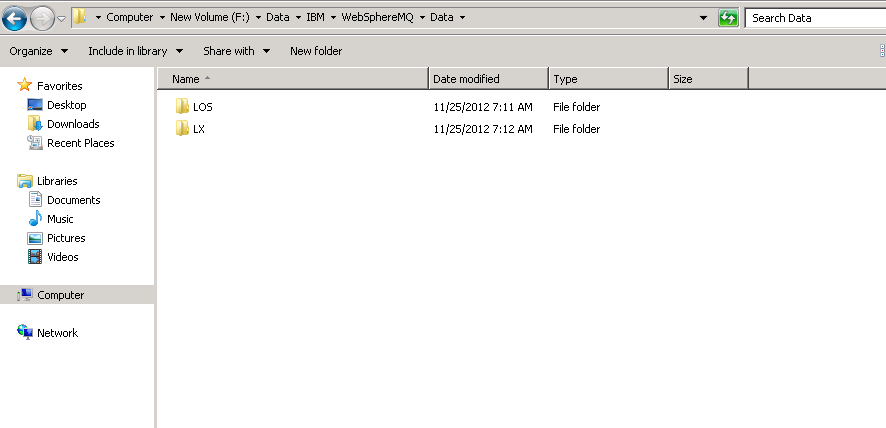 Computer New Volume (F:) Data IBM WebSphereMQ Data Search Data
Organize Include in library Share with New folder
Name Date modified Type Size
Favorites
Desktop
Downloads
Recent Places
Libraries
Documents
Music
Pictures
Videos
Computer
Network
LOS 11/25/2012 7:11 AM File folder
LX 11/25/2012 7:12 AM File folder